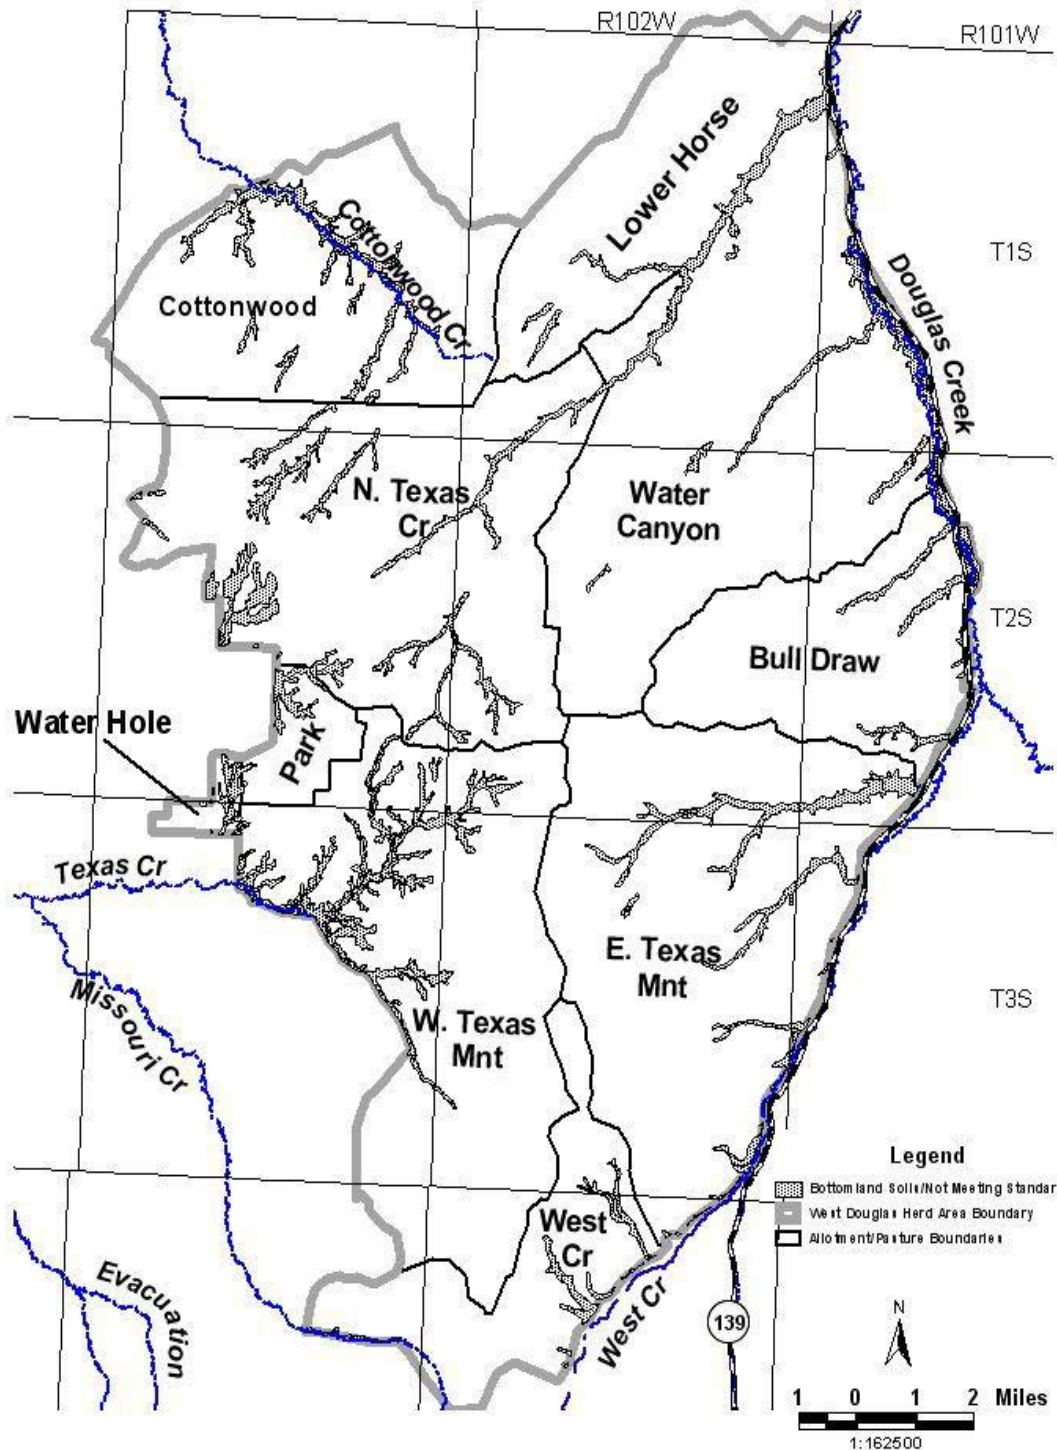 R102W
R101W
Lower Horse
T1S
Cottonwood Cr
Cottonwood
Douglas Creek
N. Texas
Cr
Water
Canyon
T2S
Bull Draw
Water Hole
Park
Texas Cr
E. Texas
Mnt
Missouri Cr
W. Texas
Mnt
T3S
Legend
Bottomland Soils/Not Meeting Standar
West Douglas Herd Area Boundary
Allotment/Pasture Boundaries
West
Cr
West Cr
Evacuation
139
N
1 0 1 2 Miles
1:162500